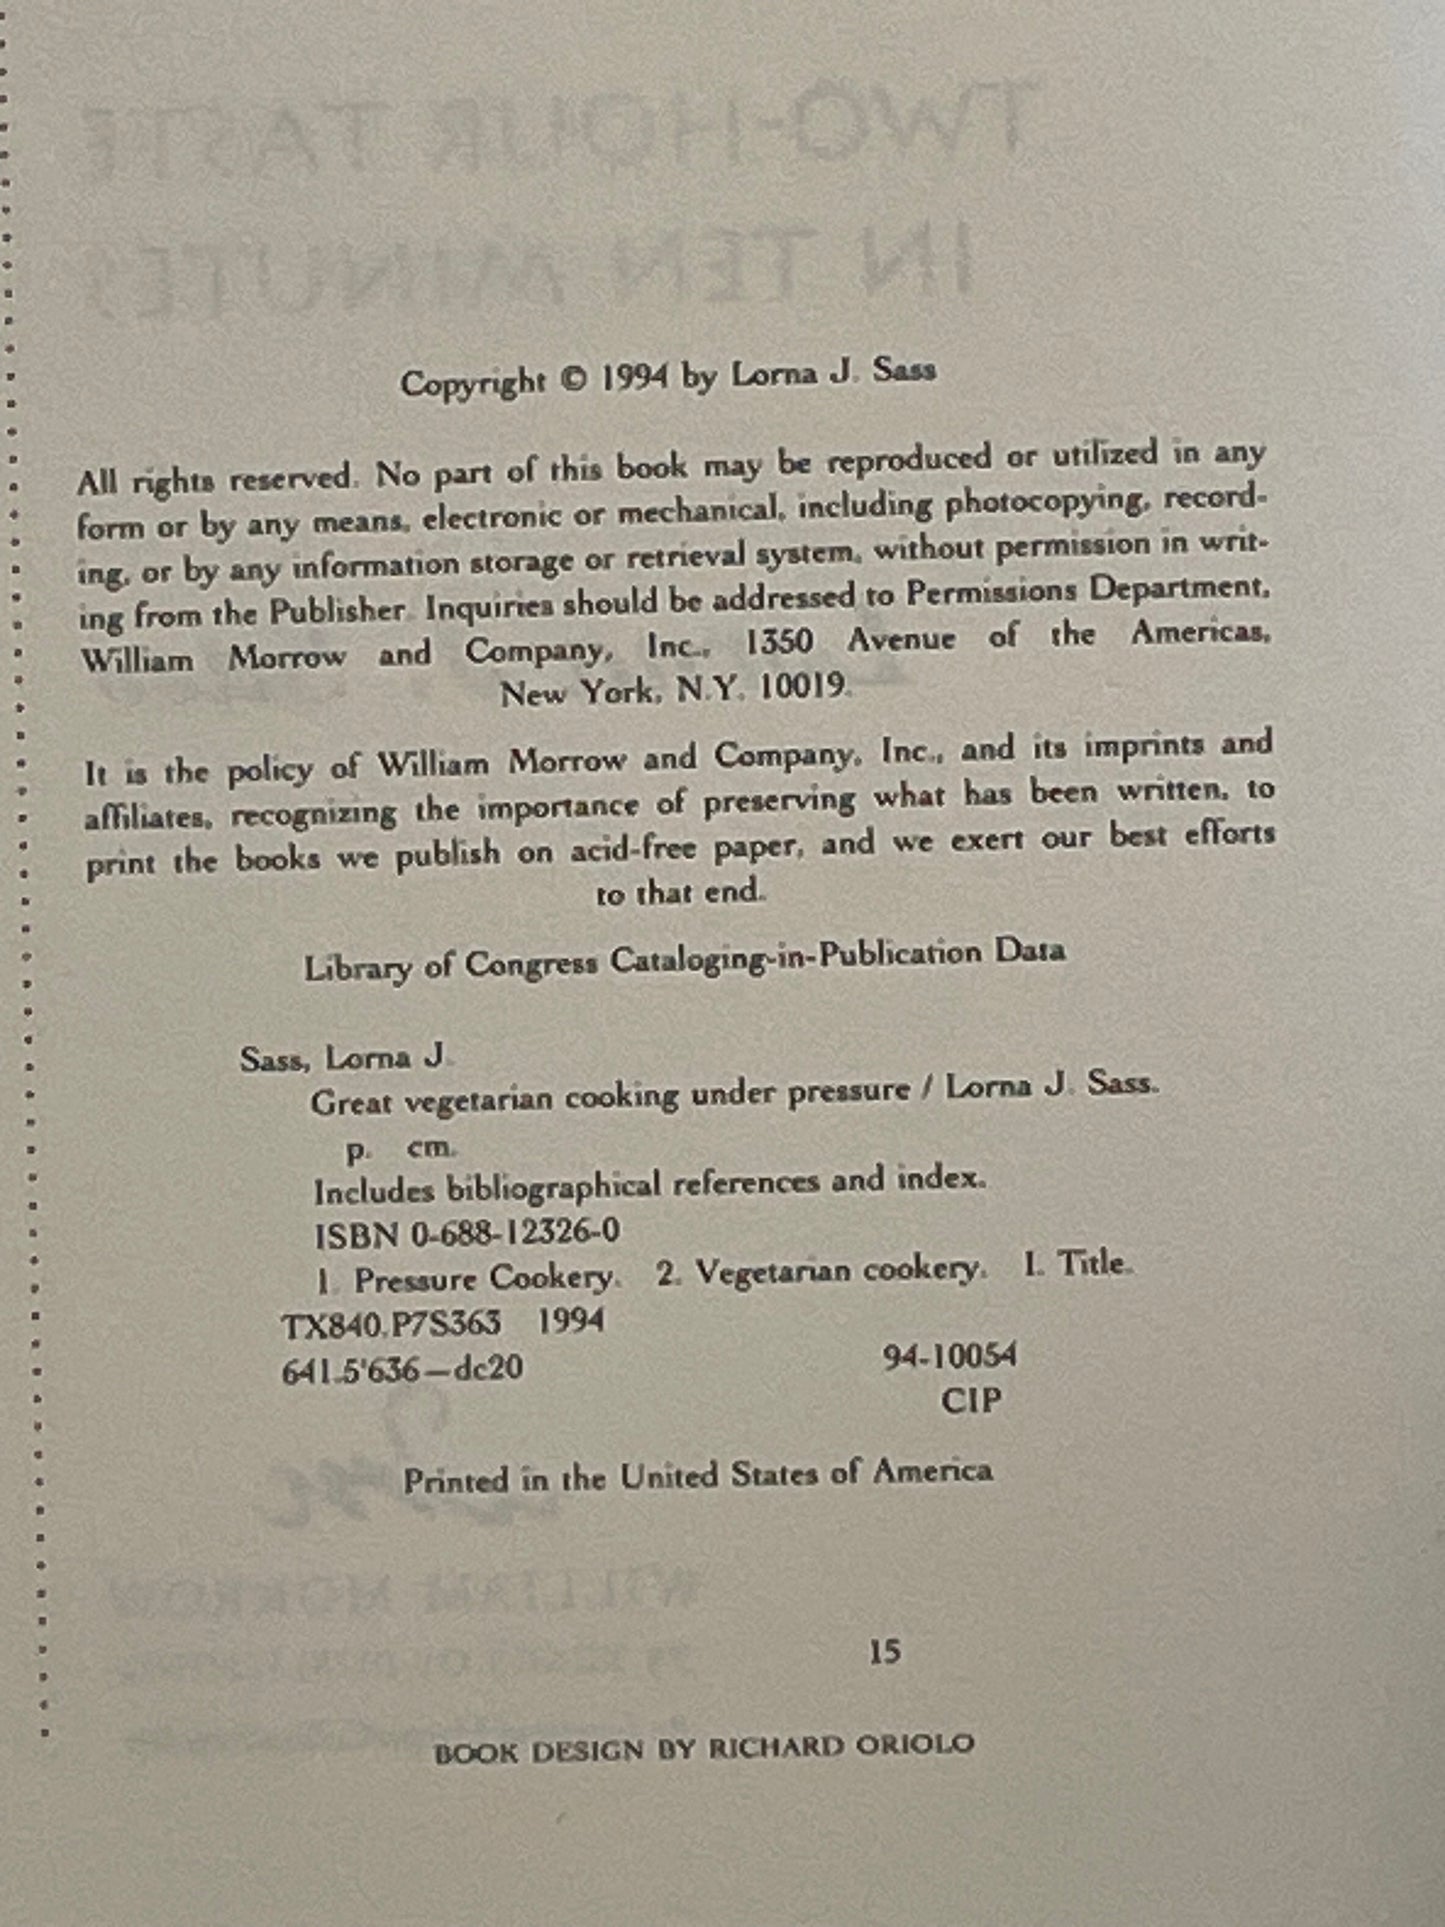 TWO-HOUR TASTE
IN TEN MINUTES
Copyright © 1994 by Lorna J. Sass
All rights reserved. No part of this book may be reproduced or utilized in any
form or by any means, electronic or mechanical, including photocopying, record-
ing, or by any information storage or retrieval system, without permission in writ-
ing from the Publisher. Inquiries should be addressed to Permissions Department,
William Morrow and Company, Inc., 1350 Avenue of the Americas,
New York, N.Y. 10019.
It is the policy of William Morrow and Company, Inc., and its imprints and
affiliates, recognizing the importance of preserving what has been written, to
print the books we publish on acid-free paper, and we exert our best efforts
to that end.
Library of Congress Cataloging-in-Publication Data
Sass, Lorna J.
Great vegetarian cooking under pressure / Lorna J. Sass.
p. cm.
Includes bibliographical references and index.
ISBN 0-688-12326-0
1. Pressure Cookery. 2. Vegetarian cookery. I. Title.
TX840.P7S363 1994
641.5'636—dc20 94-10054
CIP
Printed in the United States of America
WILLIAM MORROW
15
BOOK DESIGN BY RICHARD ORIOLO